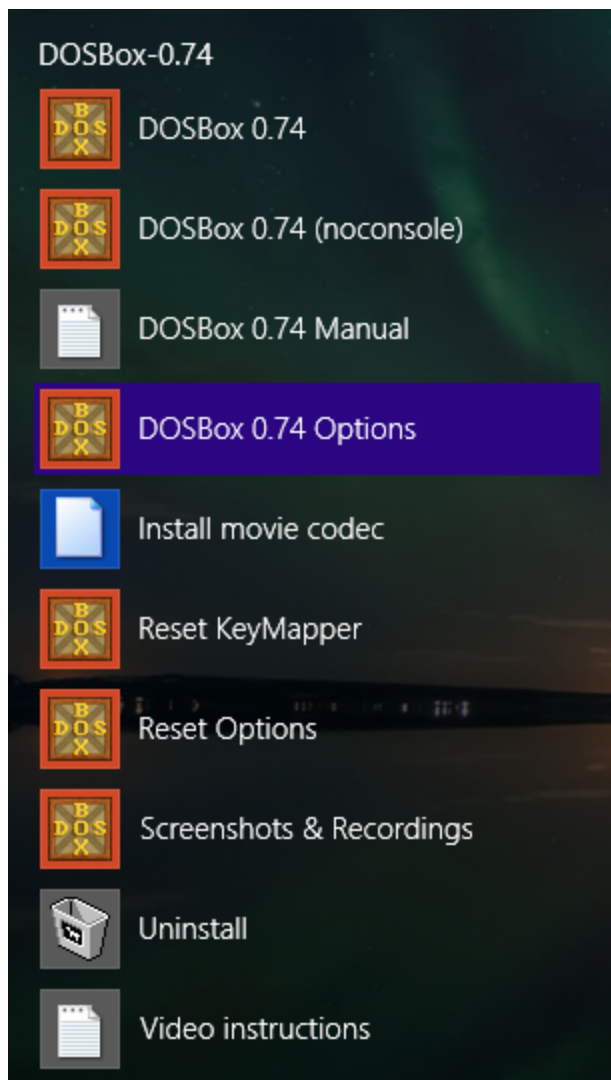 DOSBox-0.74
DOSBox 0.74
DOSBox 0.74 (noconsole)
DOSBox 0.74 Manual
DOSBox 0.74 Options
Install movie codec
Reset KeyMapper
Reset Options
Screenshots & Recordings
Uninstall
Video instructions